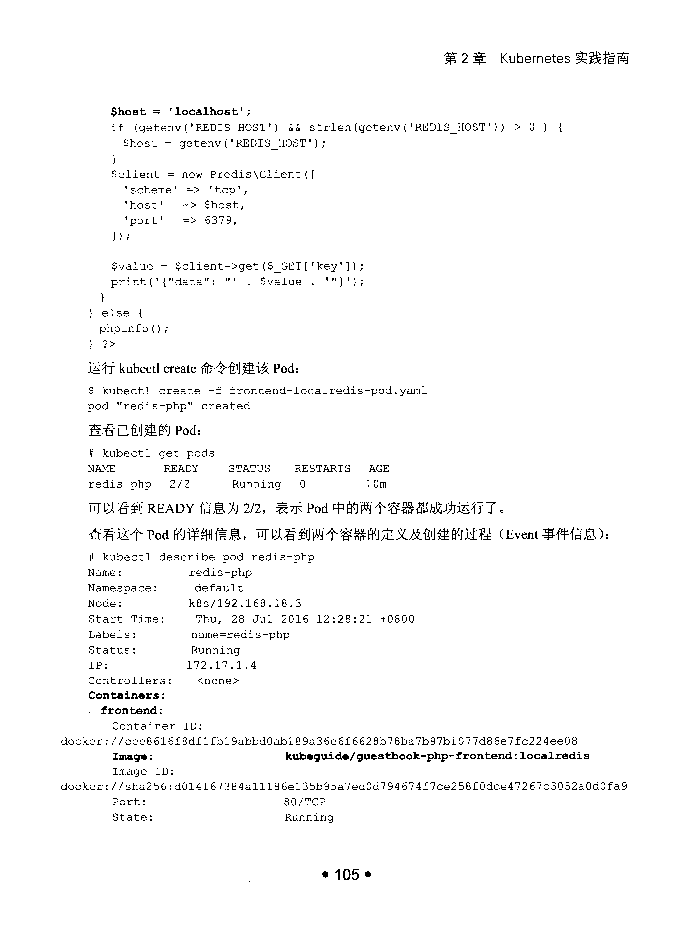 第 2 章 Kubernetes 实践指南
$host = 'localhost';
if (getenv('REDIS_HOST') && strlen(getenv('REDIS_HOST')) > 0 ) {
$host = getenv('REDIS_HOST');
}
$client = new Predis\Client([
'scheme' => 'tcp',
'host' => $host,
'port' => 6379,
]);
$value = $client->get($_GET['key']);
print('{"data": "' . $value . '"}');
}
} else {
phpinfo();
} ?>
运行 kubectl create 命令创建该 Pod：
$ kubectl create -f frontend-localredis-pod.yaml
pod "redis-php" created
查看已创建的 Pod：
# kubectl get pods
NAME READY STATUS RESTARTS AGE
redis-php 2/2 Running 0 10m
可以看到 READY 信息为 2/2，表示 Pod 中的两个容器都成功运行了。
查看这个 Pod 的详细信息，可以看到两个容器的定义及创建的过程（Event 事件信息）：
# kubectl describe pod redis-php
Name: redis-php
Namespace: default
Node: k8s/192.168.18.3
Start Time: Thu, 28 Jul 2016 12:28:21 +0800
Labels: name=redis-php
Status: Running
IP: 172.17.1.4
Controllers: <none>
Containers:
frontend:
Container ID:
Image: kubeguide/guestbook-php-frontend:localredis
Image ID:
Port: 80/TCP
State: Running
• 105 •